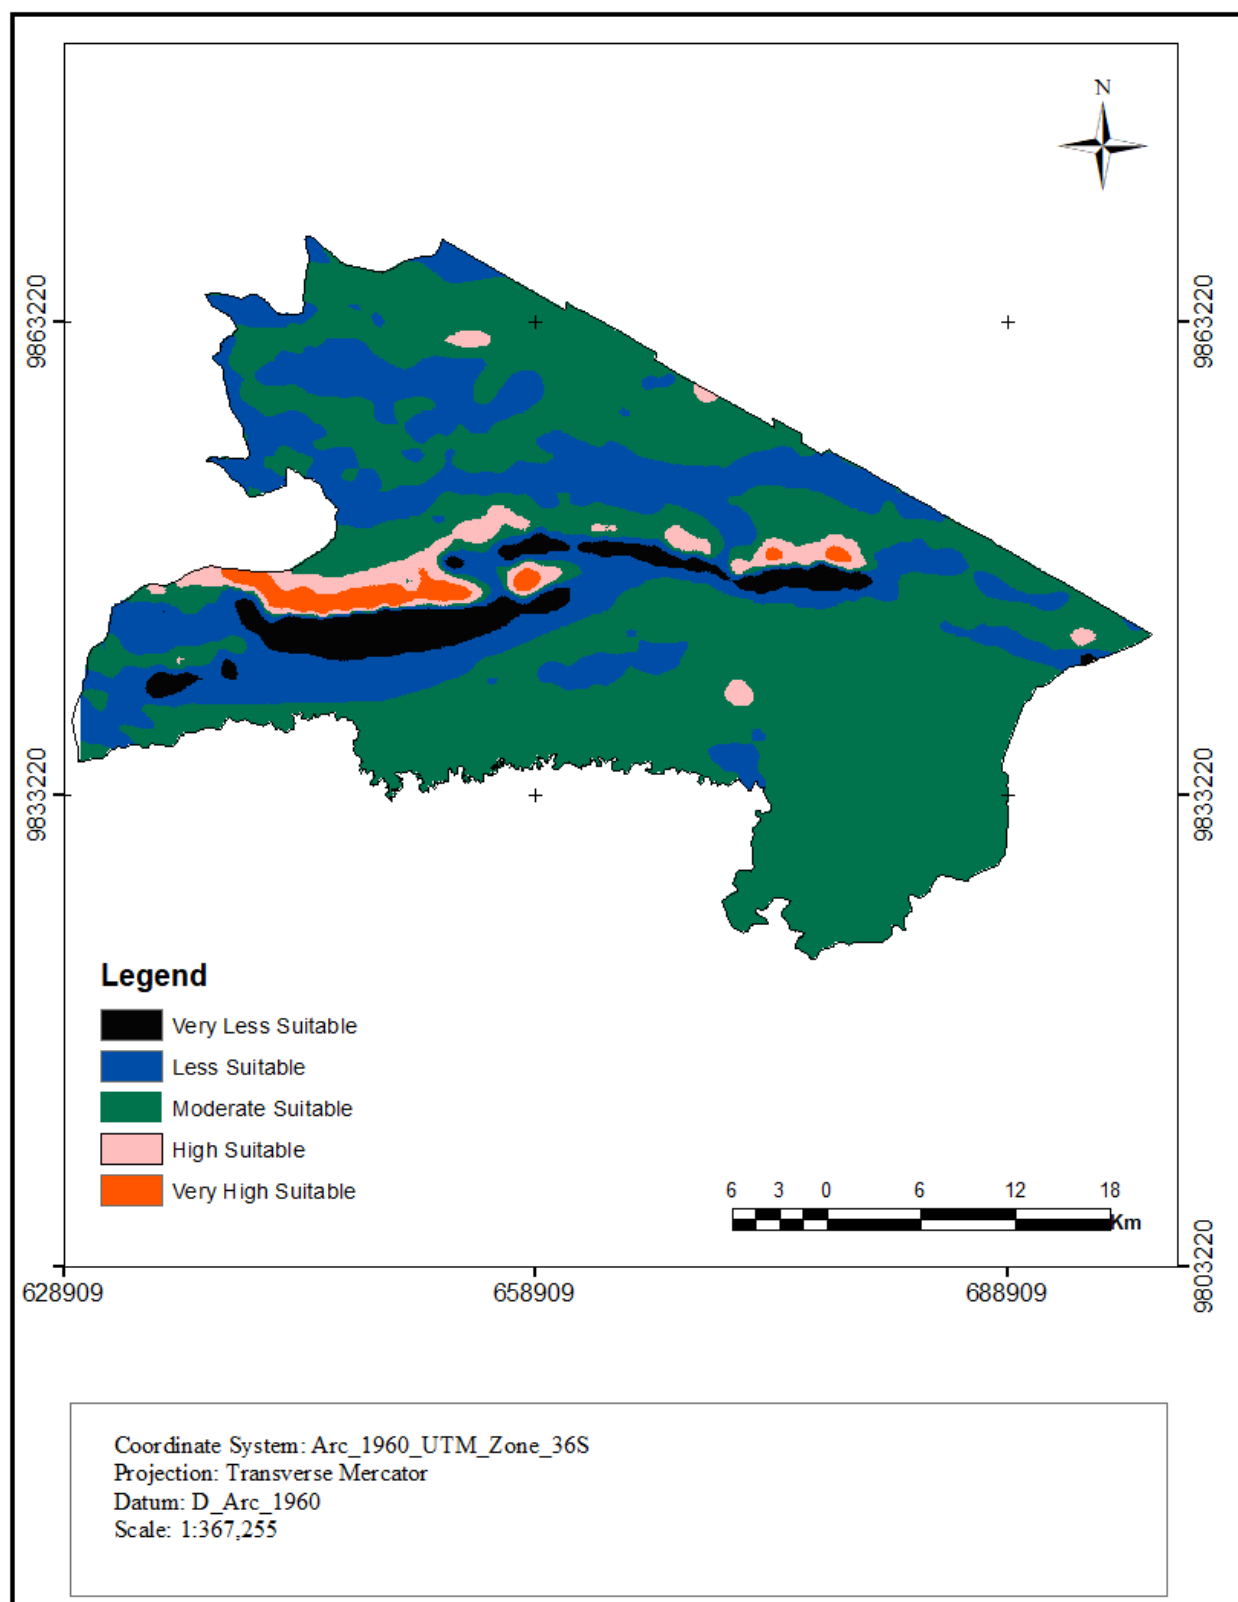 N
9863220
9863220
9833220
9833220
Legend
Very Less Suitable
Less Suitable
Moderate Suitable
High Suitable
Very High Suitable
6 3 0 6 12 18
Km
9803220
628909 658909 688909
Coordinate System: Arc_1960_UTM_Zone_36S
Projection: Transverse Mercator
Datum: D_Arc_1960
Scale: 1:367,255